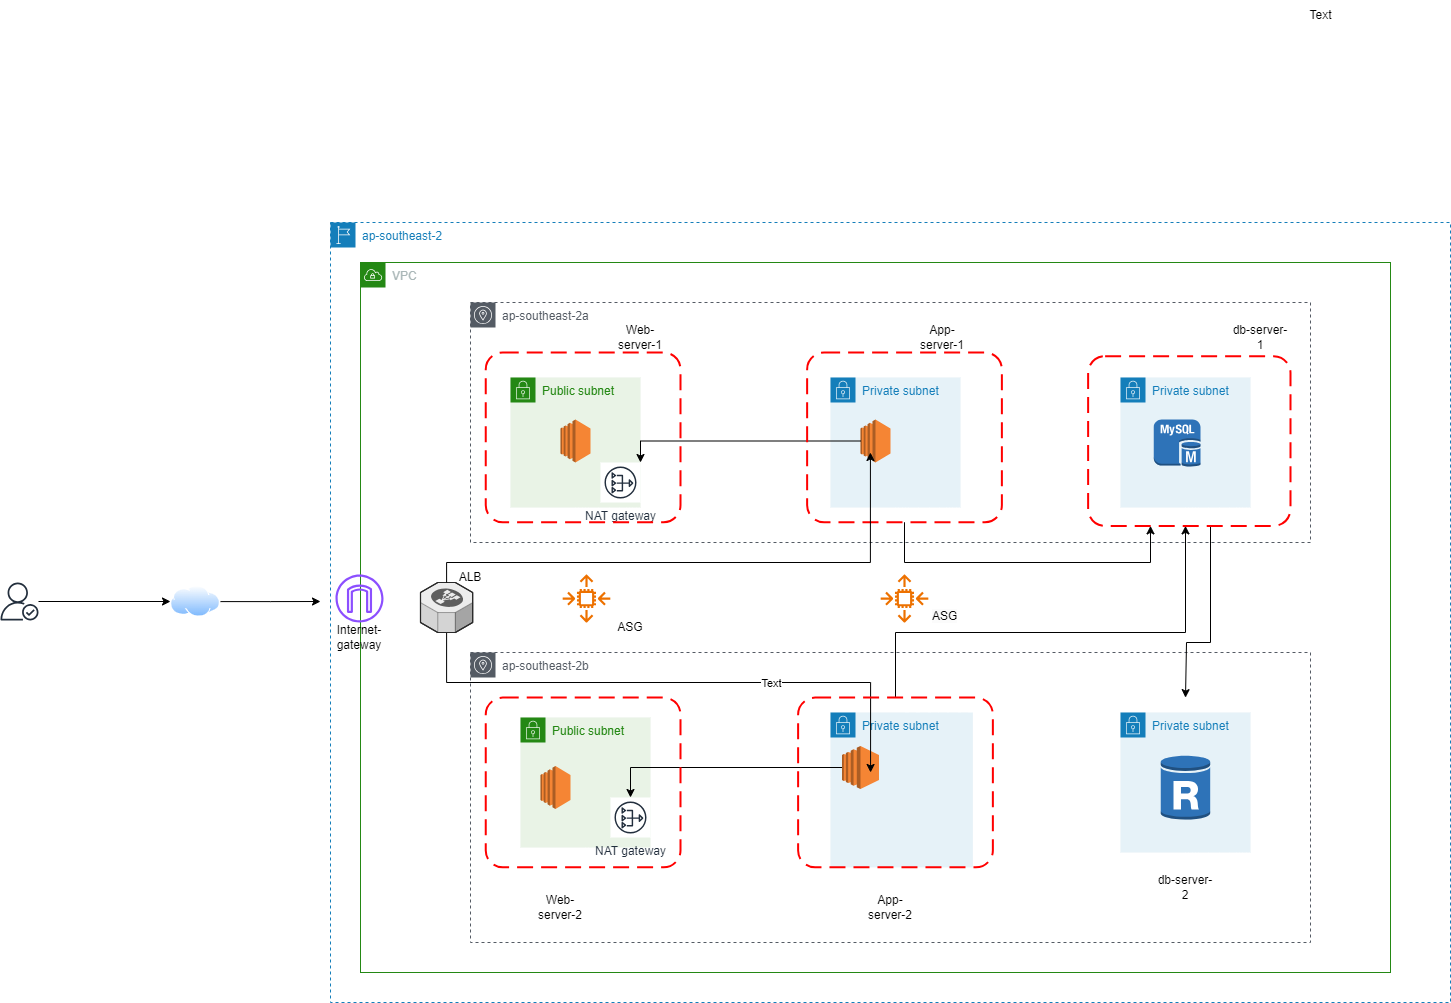 Text
ap-southeast-2
VPC
ap-southeast-2a
Web-
server-1
App-
server-1
db-server-
1
Public subnet
Private subnet
Private subnet
MySQL
M
NAT gateway
ALB
ASG
ASG
Internet-
gateway
ap-southeast-2b
Text
Public subnet
Private subnet
Private subnet
R
NAT gateway
Web-
server-2
App-
server-2
db-server-
2